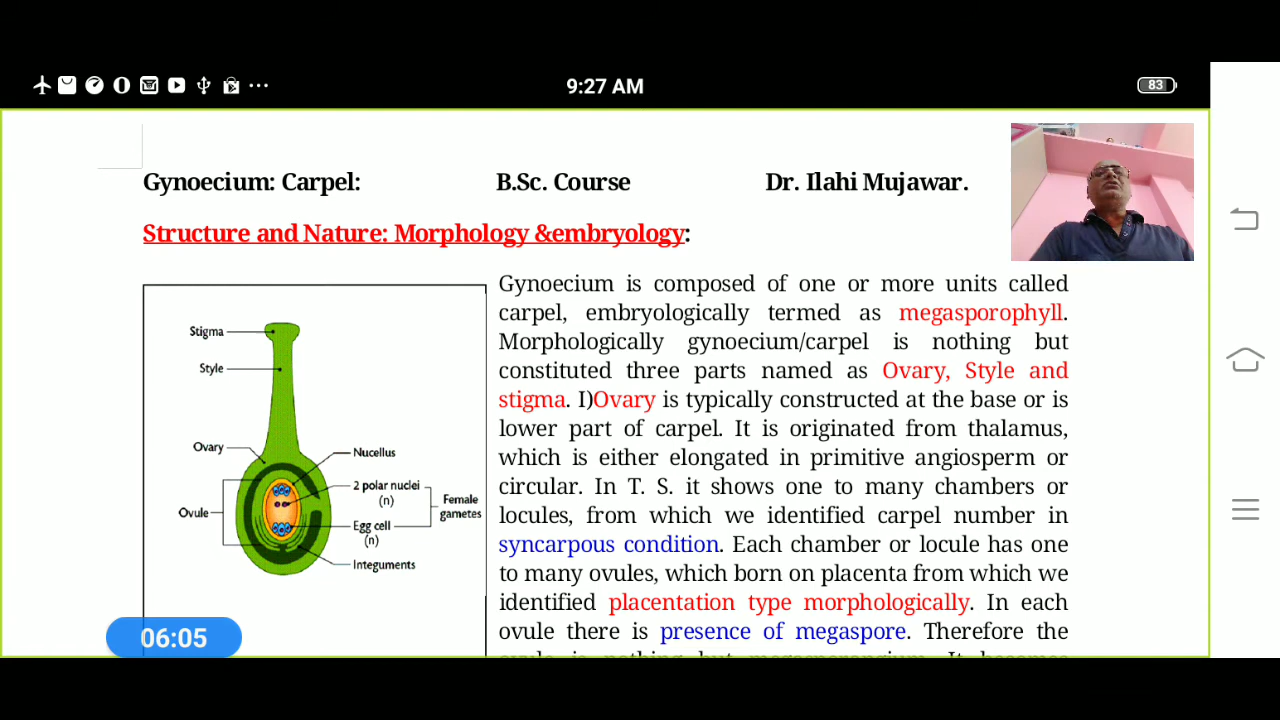 9:27 AM
83
Gynoecium: Carpel: B.Sc. Course Dr. Ilahi Mujawar.
Structure and Nature: Morphology &embryology:
Stigma
Style
Ovary
Nucellus
2 polar nuclei
(n)
Female
gametes
Ovule
Egg cell
(n)
Integuments
Gynoecium is composed of one or more units called
carpel, embryologically termed as megasporophyll.
Morphologically gynoecium/carpel is nothing but
constituted three parts named as Ovary, Style and
stigma. I)Ovary is typically constructed at the base or is
lower part of carpel. It is originated from thalamus,
which is either elongated in primitive angiosperm or
circular. In T. S. it shows one to many chambers or
locules, from which we identified carpel number in
syncarpous condition. Each chamber or locule has one
to many ovules, which born on placenta from which we
identified placentation type morphologically. In each
ovule there is presence of megaspore. Therefore the
06:05